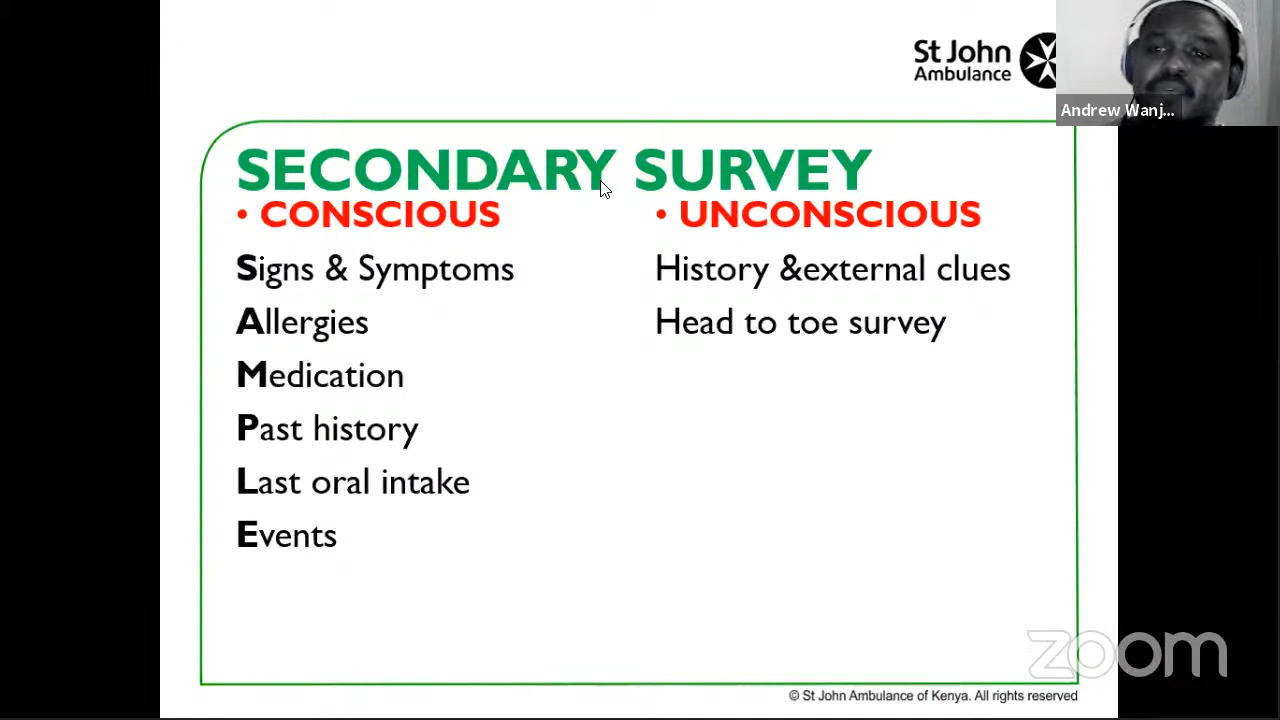 St John
Ambulance
Andrew Wanj...
SECONDARY SURVEY
• CONSCIOUS
Signs & Symptoms
Allergies
Medication
Past history
Last oral intake
Events
• UNCONSCIOUS
History &external clues
Head to toe survey
zoom
© St John Ambulance of Kenya. All rights reserved